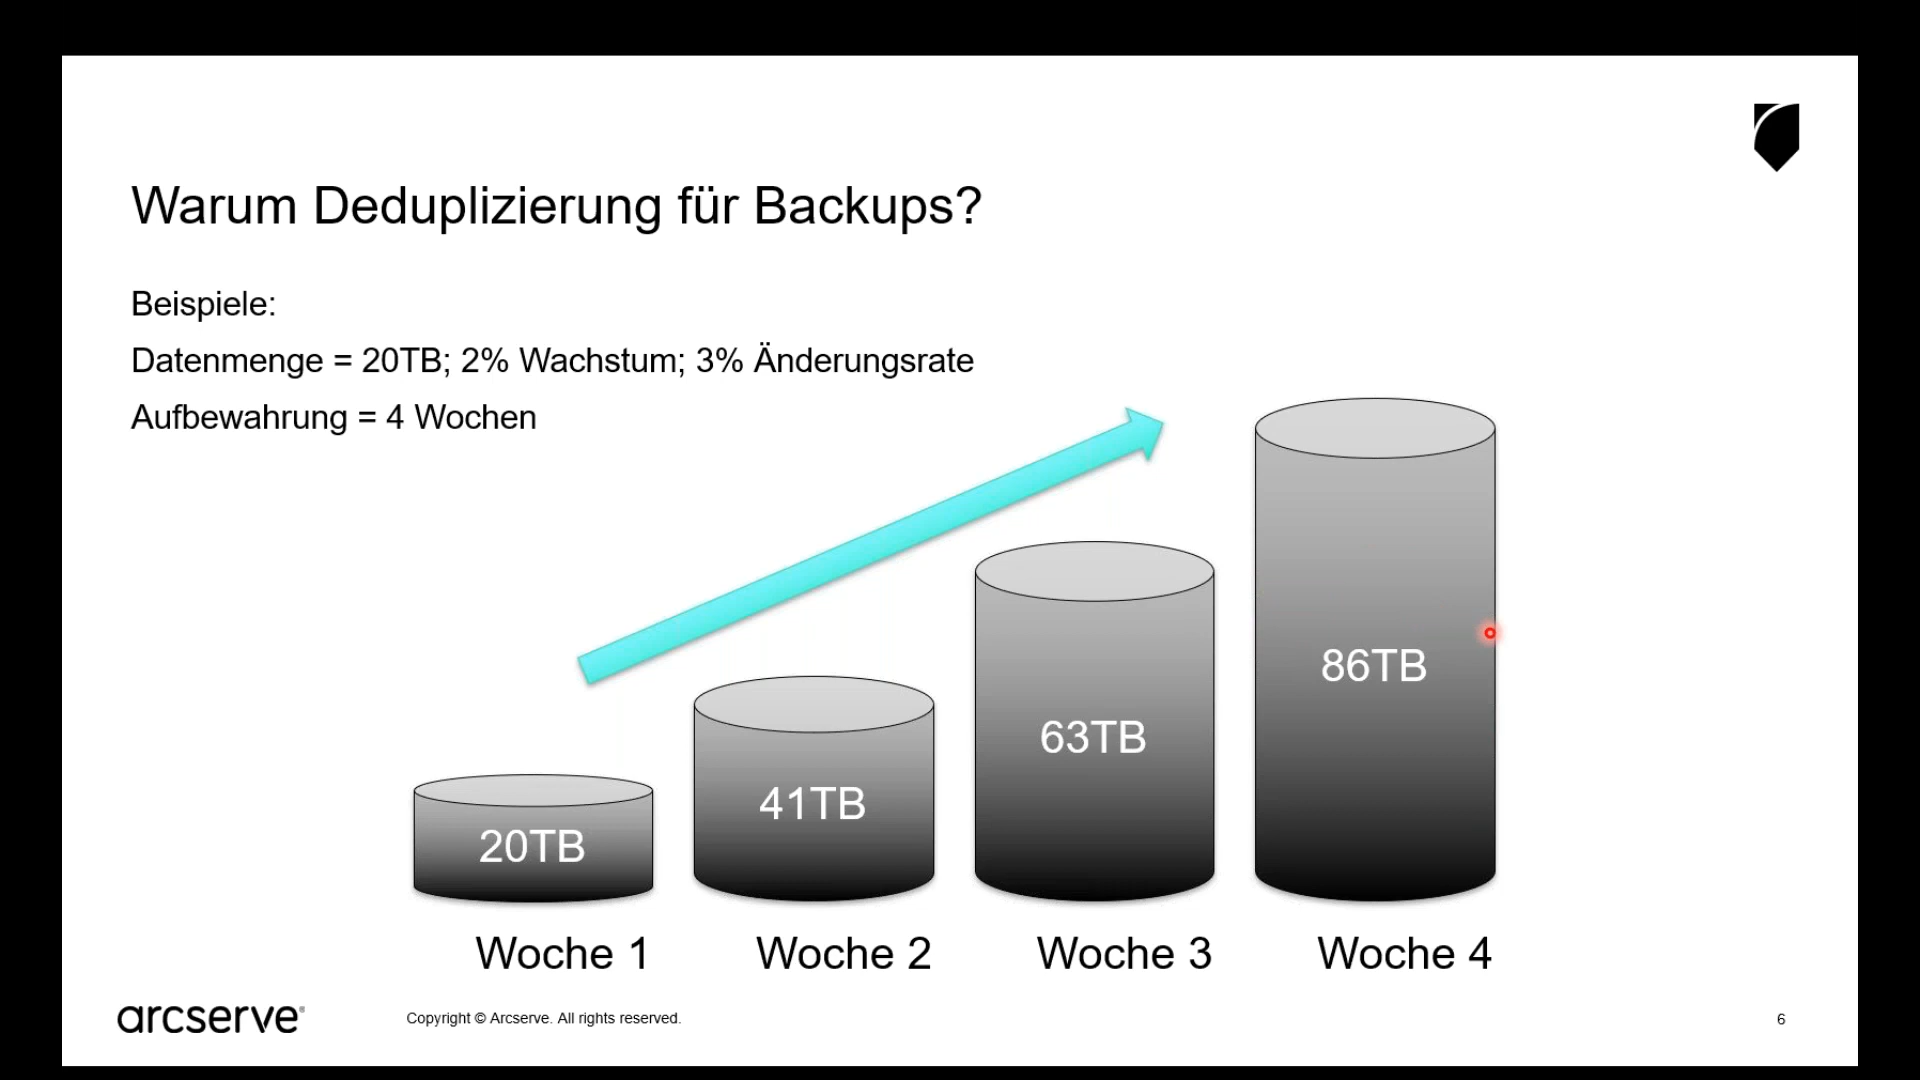 Warum Deduplizierung für Backups?
Beispiele:
Datenmenge = 20TB; 2% Wachstum; 3% Änderungsrate
Aufbewahrung = 4 Wochen
20TB
41TB
63TB
86TB
Woche 1
Woche 2
Woche 3
Woche 4
arcserve®
Copyright © Arcserve. All rights reserved.
6